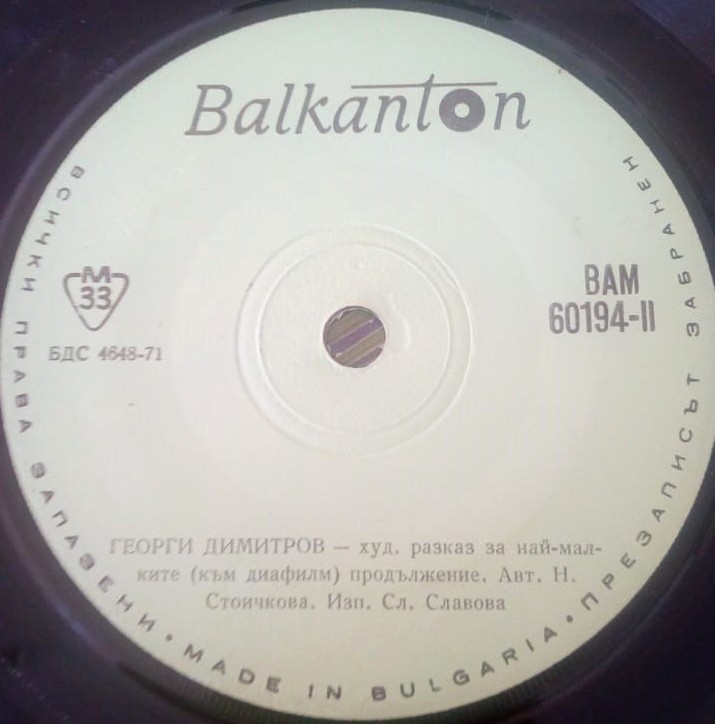 Balkanton
ВСИЧКИ ПРАВА ЗАПАЗЕНИ • MADE IN BULGARIA • ПРЕЗАПИСЪТ ЗАБРАНЕН
М
33
БДС 4648-71
ВАМ
60194-II
ГЕОРГИ ДИМИТРОВ — худ. разказ за най-мал-
ките (към диафилм) продължение. Авт. Н.
Стоичкова. Изп. Сл. Славова